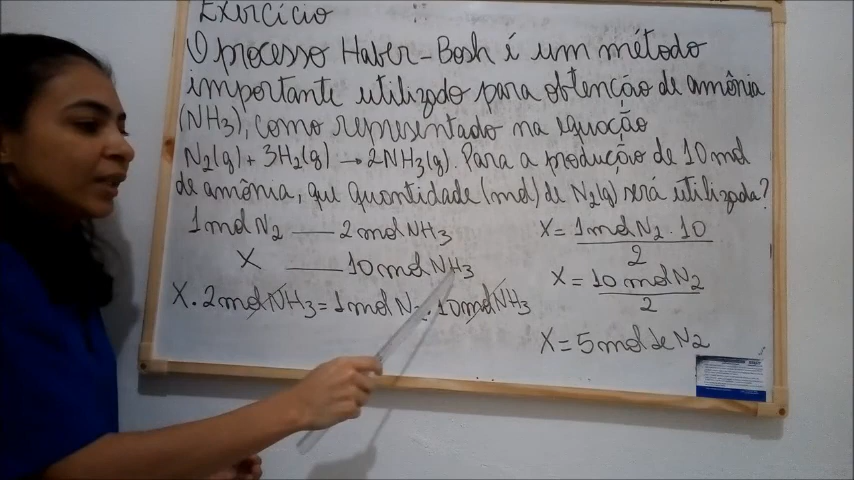 Exercício
O processo Haber-Bosh é um método
importante utilizado para obtenção de amônia
(NH3), como representado na equação
N2(g) + 3H2(g) → 2NH3(g). Para a produção de 10 mol
de amônia, qui quantidade (mol) de N2(g) será utilizada?
1 mol N2 — 2 mol NH3
X — 10 mol NH3
X . 2 mol NH3 = 1 mol N2 . 10 mol NH3
X = 1 mol N2 . 10
2
X = 10 mol N2
2
X = 5 mol de N2